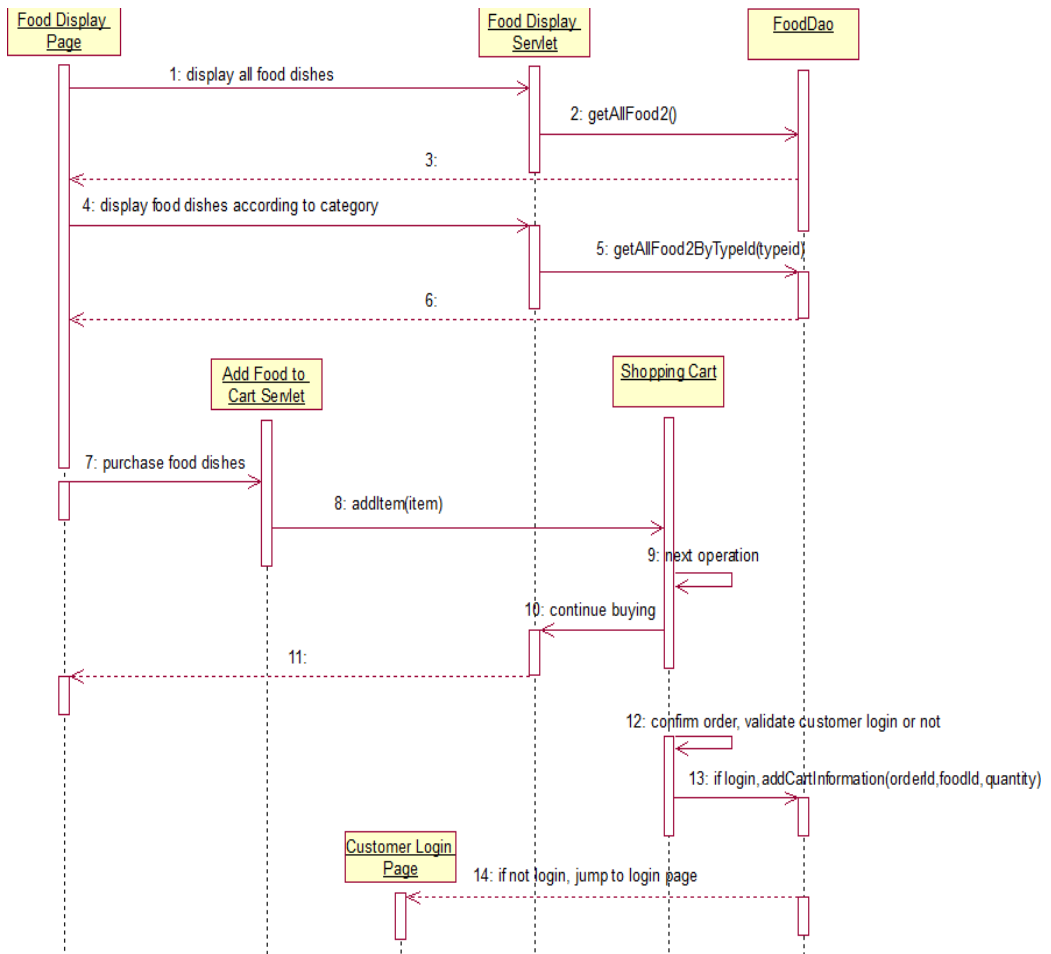 Food Display
Page
Food Display
Servlet
FoodDao
1: display all food dishes
2: getAllFood2()
3:
4: display food dishes according to category
5: getAllFood2ByTypeId(typeid)
6:
Add Food to
Cart Servlet
Shopping Cart
7: purchase food dishes
8: addItem(item)
9: next operation
10: continue buying
11:
12: confirm order, validate customer login or not
13: if login,addCartInformation(orderId,foodId,quantity)
Customer Login
Page
14: if not login, jump to login page